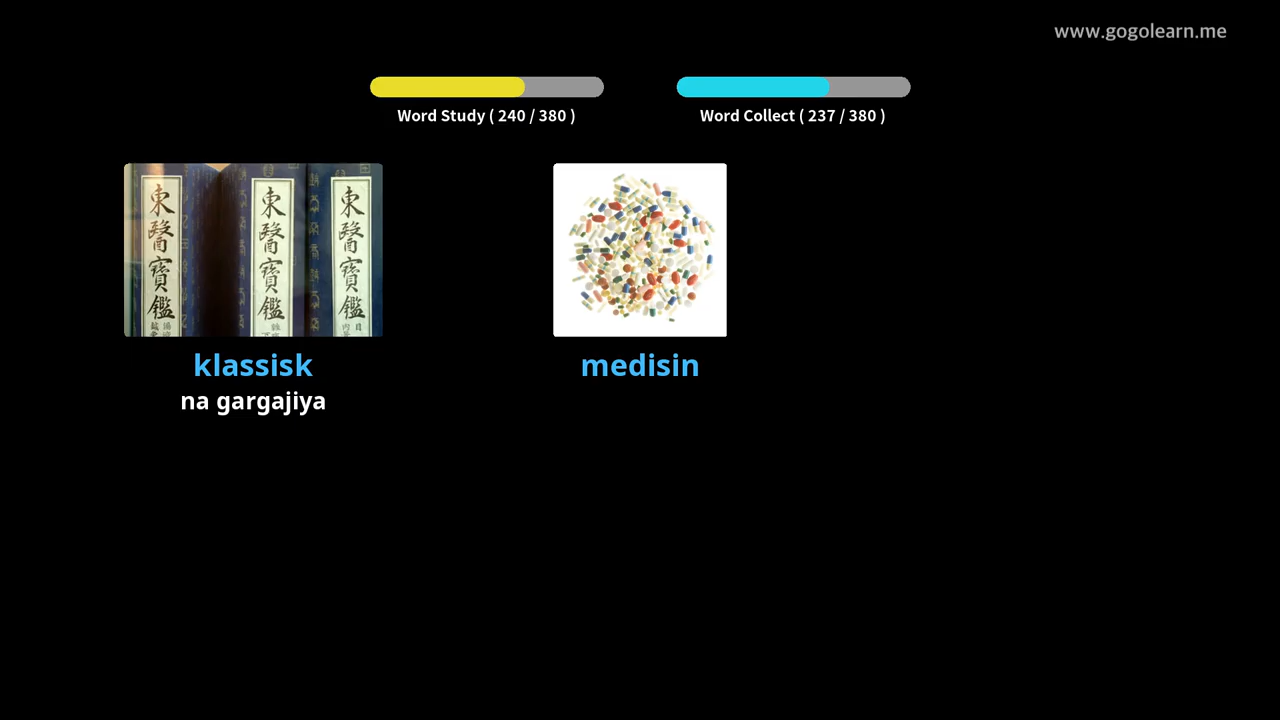 www.gogolearn.me
Word Study ( 240 / 380 )
Word Collect ( 237 / 380 )
東醫寶鑑
東醫寶鑑
東醫寶鑑
klassisk
medisin
na gargajiya